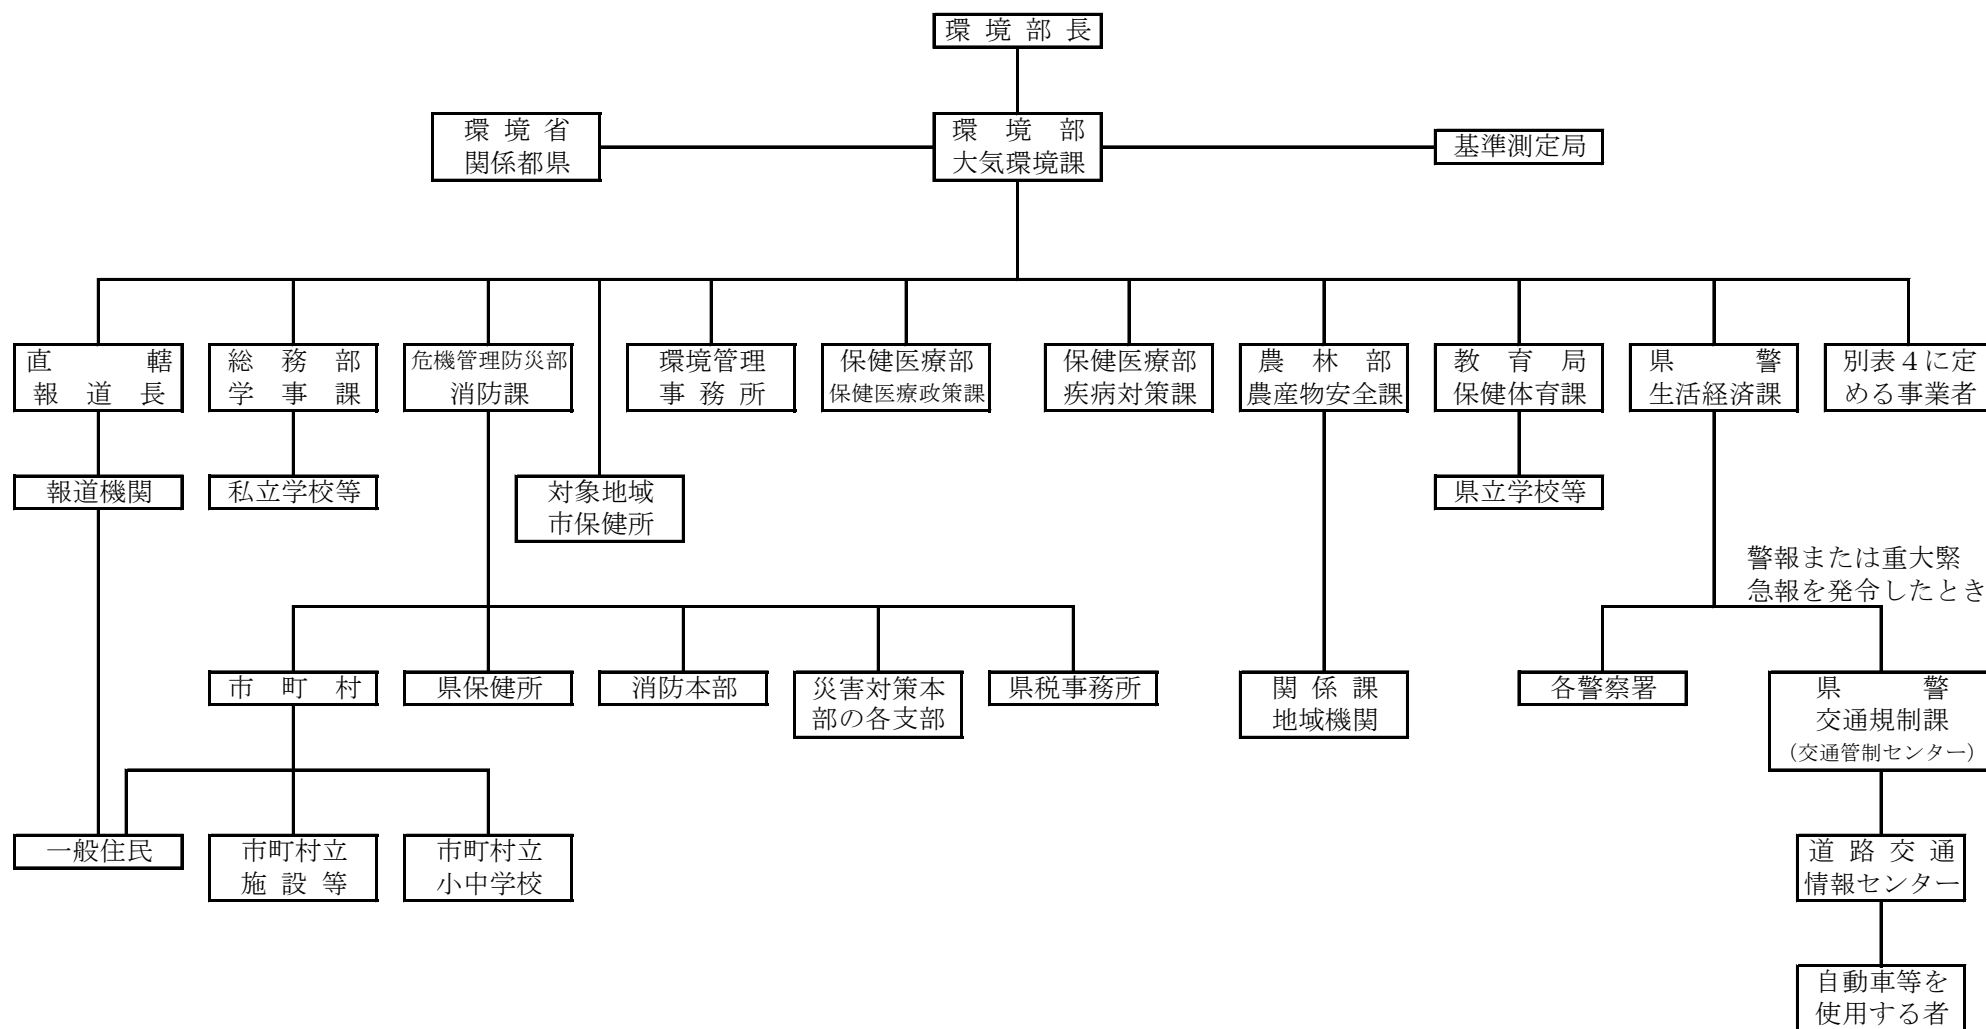 環境部長
環境省
関係都県
環境部
大気環境課
基準測定局
直轄
報道長
総務部
学事課
危機管理防災部
消防課
環境管理
事務所
保健医療部
保健医療政策課
保健医療部
疾病対策課
農林部
農産物安全課
教育局
保健体育課
県警
生活経済課
別表４に定
める事業者
報道機関
私立学校等
対象地域
市保健所
県立学校等
警報または重大緊
急報を発令したとき
市町村
県保健所
消防本部
災害対策本
部の各支部
県税事務所
関係課
地域機関
各警察署
県警
交通規制課
（交通管制センター）
一般住民
市町村立
施設等
市町村立
小中学校
道路交通
情報センター
自動車等を
使用する者